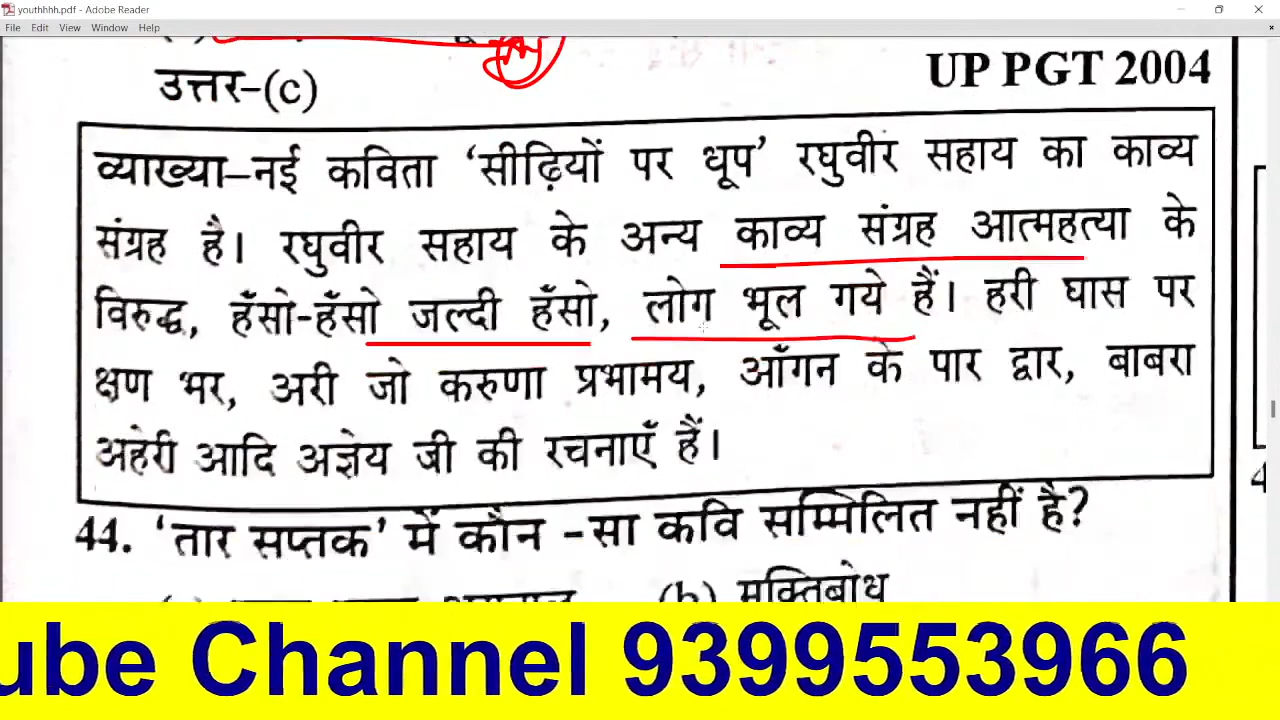 youthhhh.pdf - Adobe Reader
File Edit View Window Help
उत्तर-(c)
UP PGT 2004
व्याख्या–नई कविता ‘सीढ़ियों पर धूप’ रघुवीर सहाय का काव्य
संग्रह है। रघुवीर सहाय के अन्य काव्य संग्रह आत्महत्या के
विरुद्ध, हँसो-हँसो जल्दी हँसो, लोग भूल गये हैं। हरी घास पर
क्षण भर, अरी जो करुणा प्रभामय, आँगन के पार द्वार, बाबरा
अहेरी आदि अज्ञेय जी की रचनाएँ हैं।
44. ‘तार सप्तक’ में कौन -सा कवि सम्मिलित नहीं है?
(b) मुक्तिबोध
ube Channel 9399553966